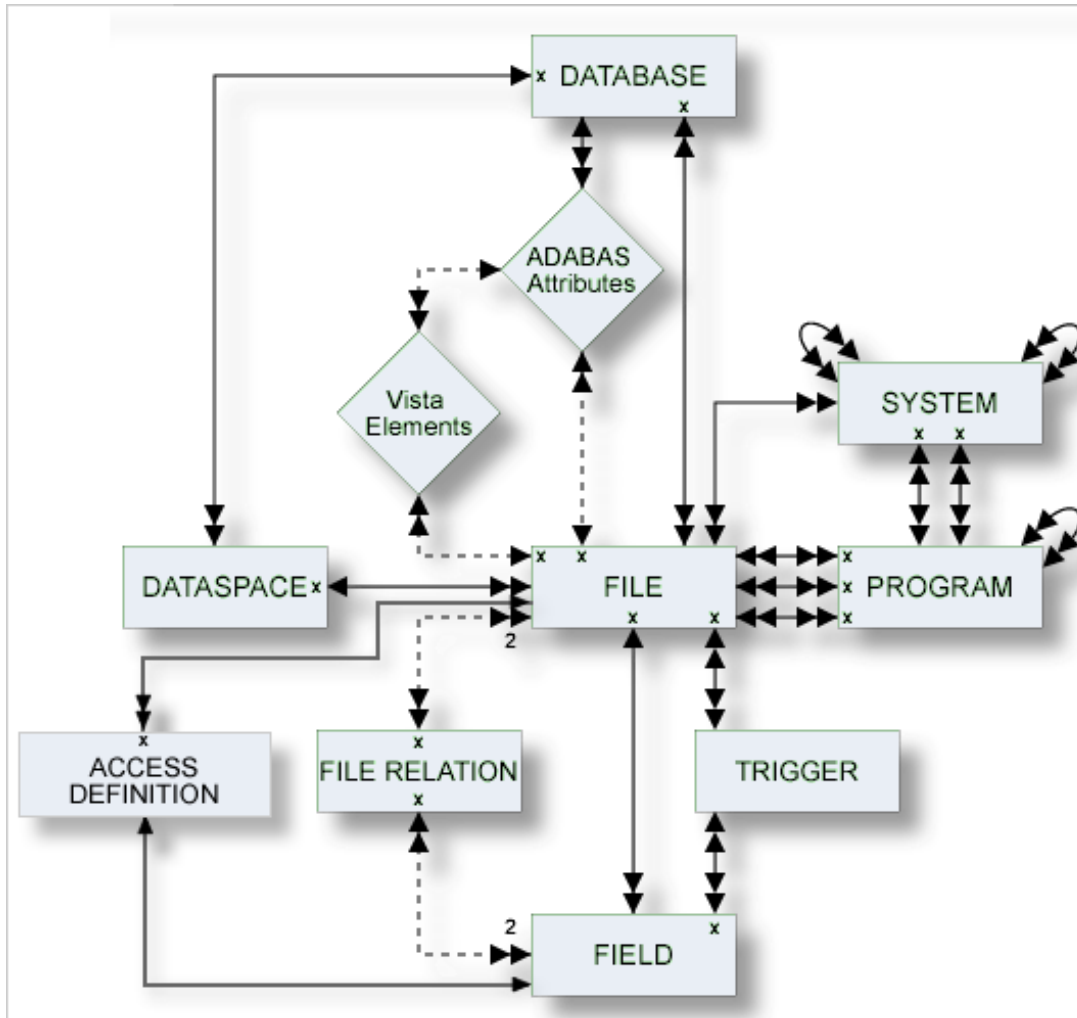 x DATABASE
x
ADABAS
Attributes
Vista
Elements
SYSTEM
x x
x x
DATASPACE x
FILE
x
x PROGRAM
x
x x
2
x
ACCESS
DEFINITION
x
FILE RELATION
x
TRIGGER
2
x
FIELD